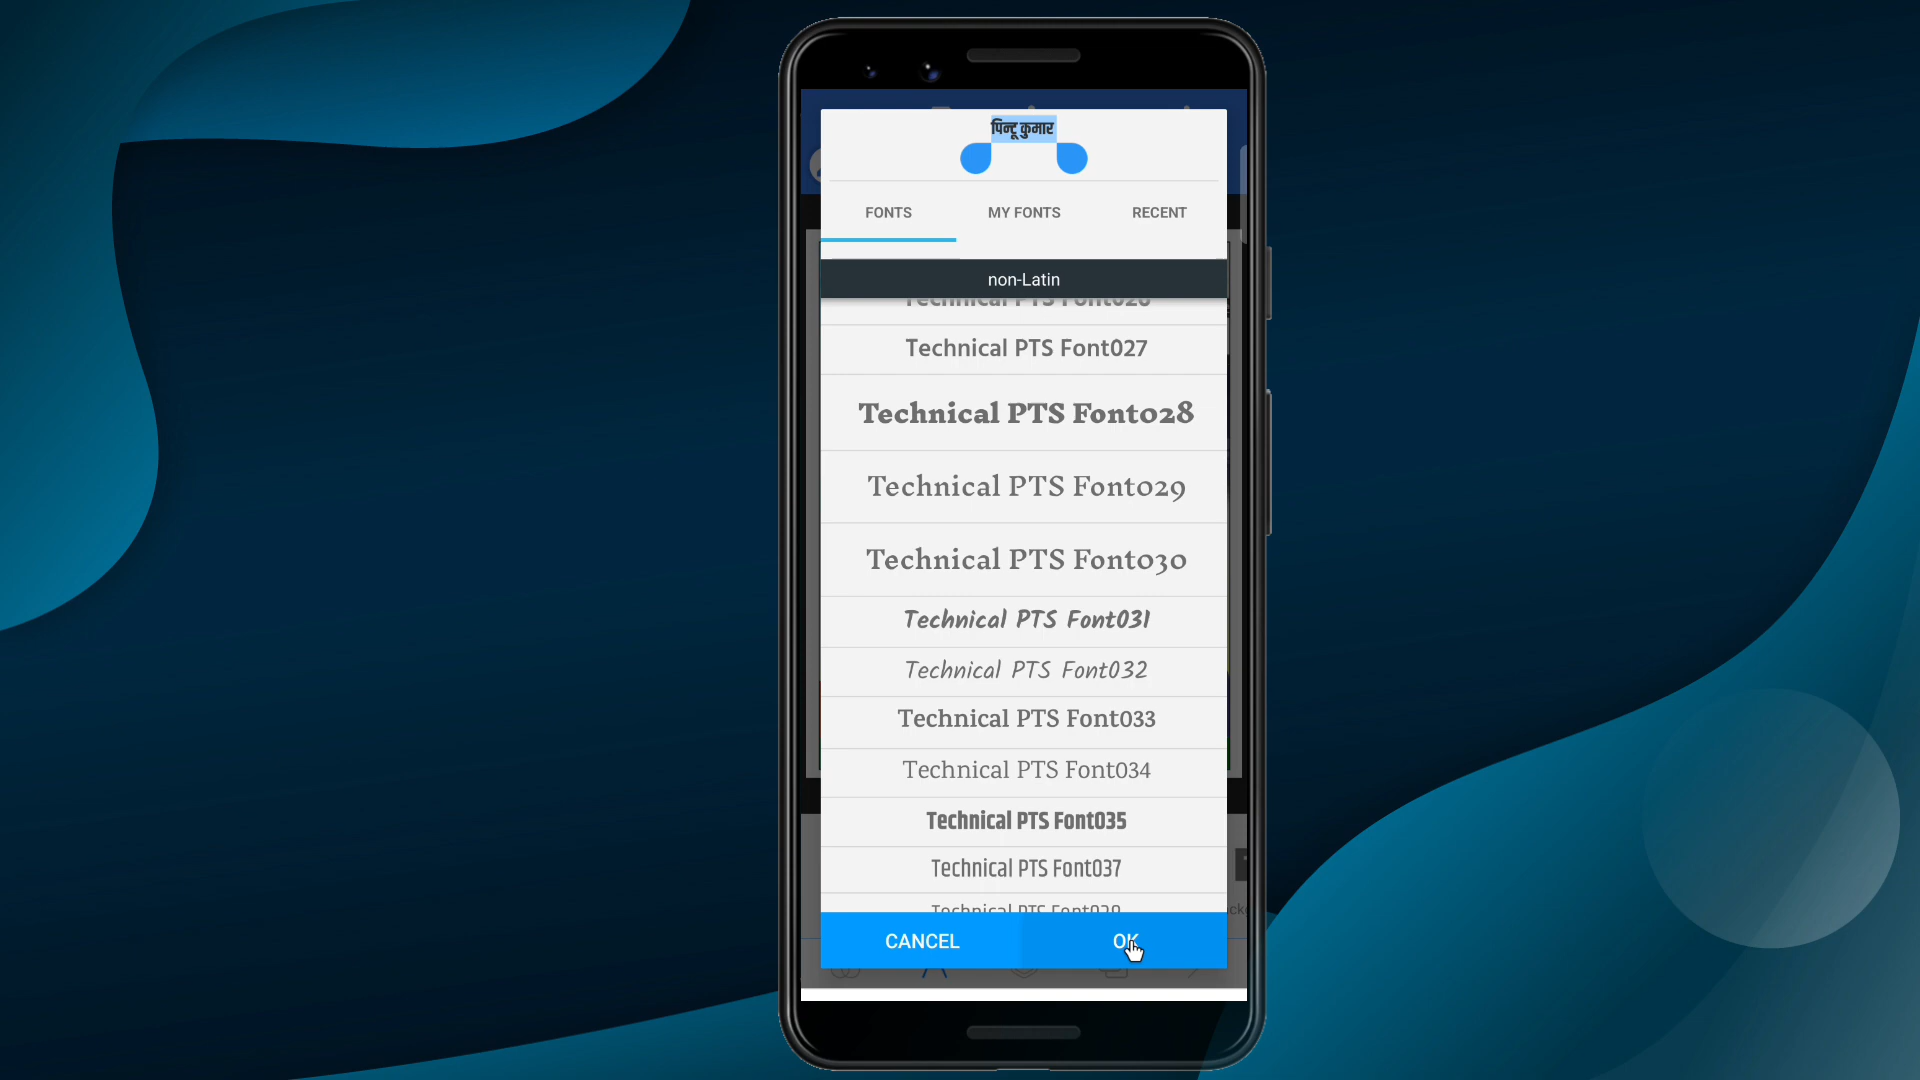 पिन्टू कुमार
FONTS MY FONTS RECENT
non-Latin
Technical PTS Font027
Technical PTS Font028
Technical PTS Font029
Technical PTS Font030
Technical PTS Font031
Technical PTS Font032
Technical PTS Font033
Technical PTS Font034
Technical PTS Font035
Technical PTS Font037
CANCEL OK